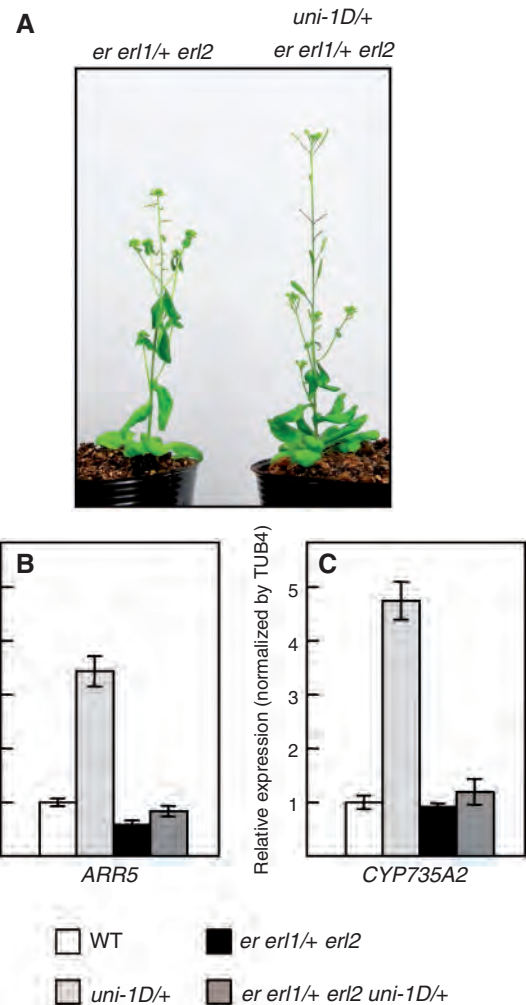 A
er erl1/+ erl2
uni-1D/+
er erl1/+ erl2
B
ARR5
C
Relative expression (normalized by TUB4)
5
4
3
2
1
CYP735A2
WT
er erl1/+ erl2
uni-1D/+
er erl1/+ erl2 uni-1D/+